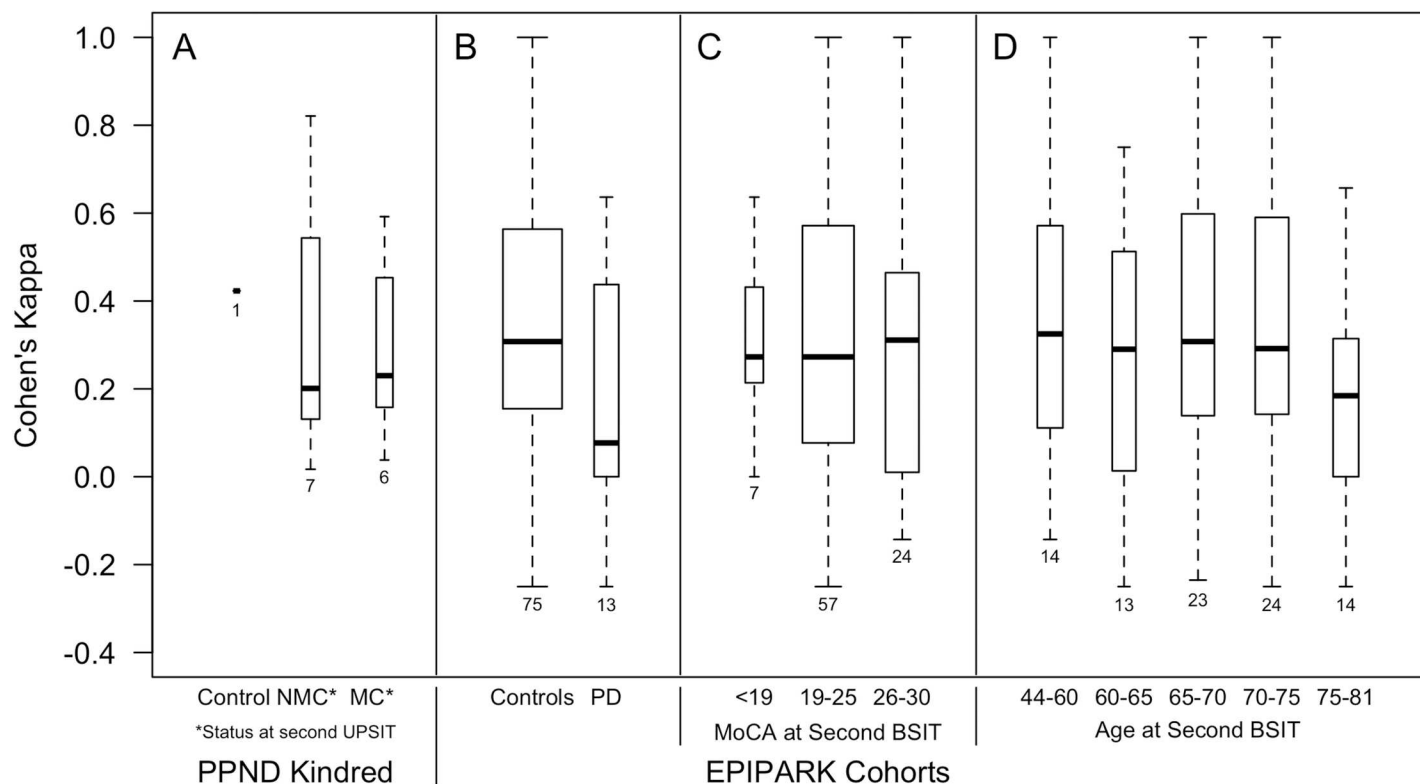 A B C D
1.0
0.8
0.6
0.4
0.2
0.0
-0.2
-0.4
Cohen's Kappa
1 7 6 75 13 7 57 24 14 13 23 24 14
Control NMC* MC* Controls PD <19 19-25 26-30 44-60 60-65 65-70 70-75 75-81
*Status at second UPSIT MoCA at Second BSIT Age at Second BSIT
PPND Kindred EPIPARK Cohorts